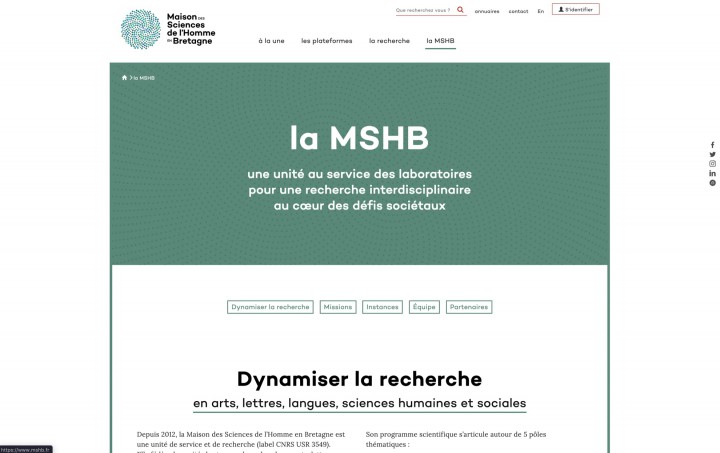 Maison DES
Sciences
de l'Homme
EN Bretagne
Que recherchez vous ?
annuaires
contact
En
S'identifier
à la une
les plateformes
la recherche
la MSHB
la MSHB
la MSHB
une unité au service des laboratoires
pour une recherche interdisciplinaire
au cœur des défis sociétaux
Dynamiser la recherche
Missions
Instances
Équipe
Partenaires
Dynamiser la recherche
en arts, lettres, langues, sciences humaines et sociales
Depuis 2012, la Maison des Sciences de l'Homme en Bretagne est
une unité de service et de recherche (label CNRS USR 3549).
Son programme scientifique s'articule autour de 5 pôles
thématiques :
https://www.mshb.fr